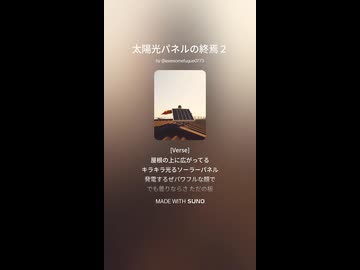 太陽光パネルの終焉 2
by @awesomefugue0773
[Verse]
屋根の上に広がってる
キラキラ光るソーラーパネル
発電するぜパワフルな顔で
でも曇りならさ ただの板
MADE WITH SUNO